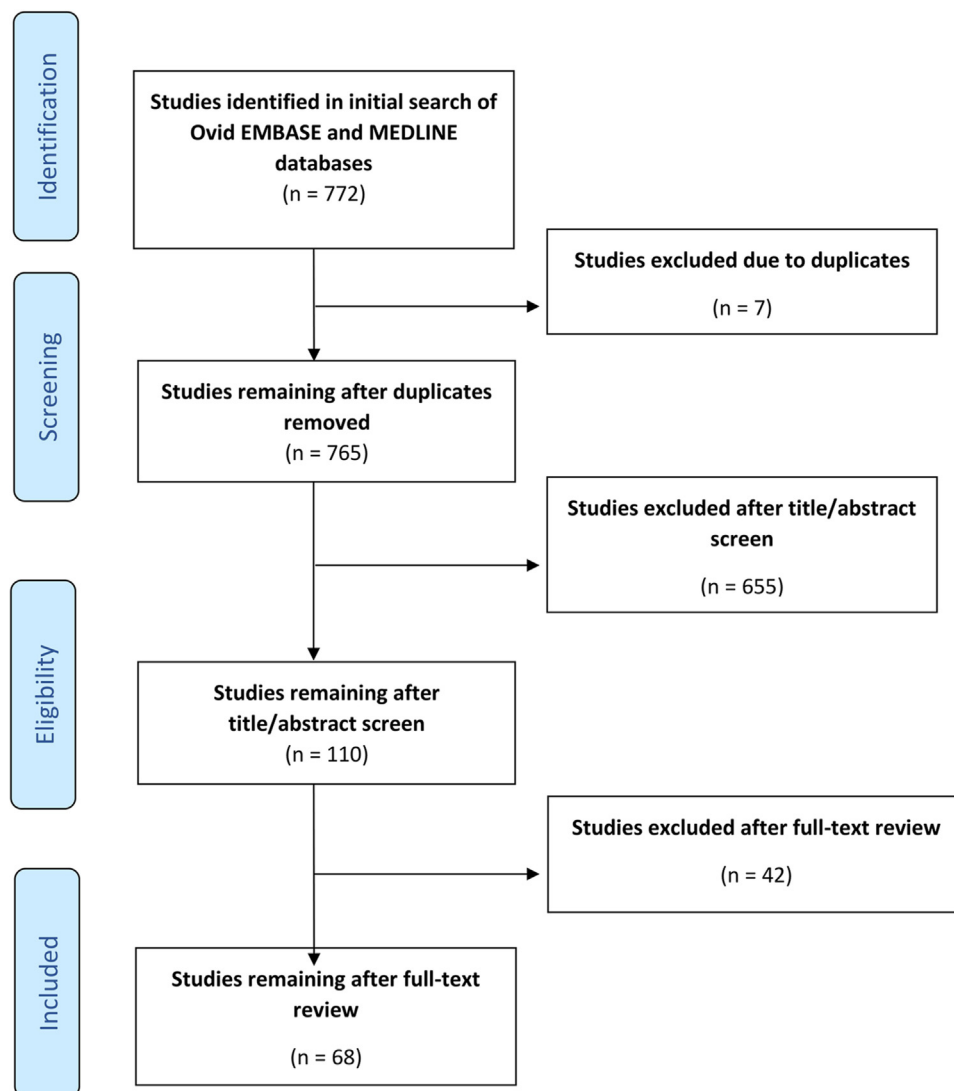 Identification
Studies identified in initial search of
Ovid EMBASE and MEDLINE
databases
(n = 772)
Studies excluded due to duplicates
(n = 7)
Screening
Studies remaining after duplicates
removed
(n = 765)
Studies excluded after title/abstract
screen
(n = 655)
Eligibility
Studies remaining after
title/abstract screen
(n = 110)
Studies excluded after full-text review
(n = 42)
Included
Studies remaining after full-text
review
(n = 68)